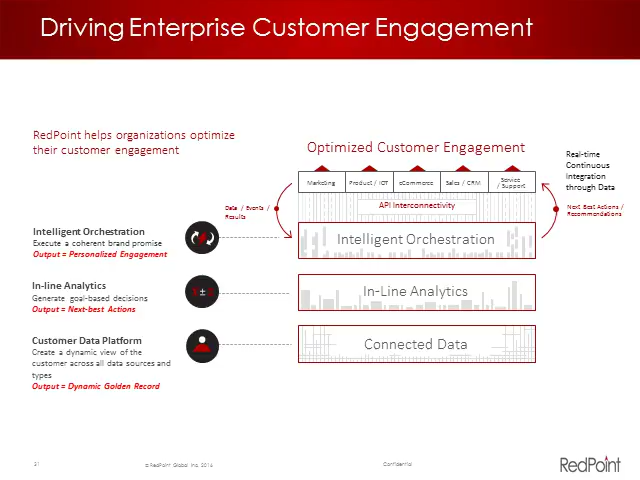 Driving Enterprise Customer Engagement
RedPoint helps organizations optimize
their customer engagement
Optimized Customer Engagement
Real-time
Continuous
Integration
through Data
Marketing
Product / IOT
eCommerce
Sales / CRM
Service
/ Support
API Interconnectivity
Data / Events /
Results
Next Best Actions /
Recommendations
Intelligent Orchestration
Execute a coherent brand promise
Output = Personalized Engagement
Intelligent Orchestration
In-line Analytics
Generate goal-based decisions
Output = Next-best Actions
In-Line Analytics
Customer Data Platform
Create a dynamic view of the
customer across all data sources and
types
Output = Dynamic Golden Record
Connected Data
31
© RedPoint Global Inc. 2016
Confidential
RedPoint